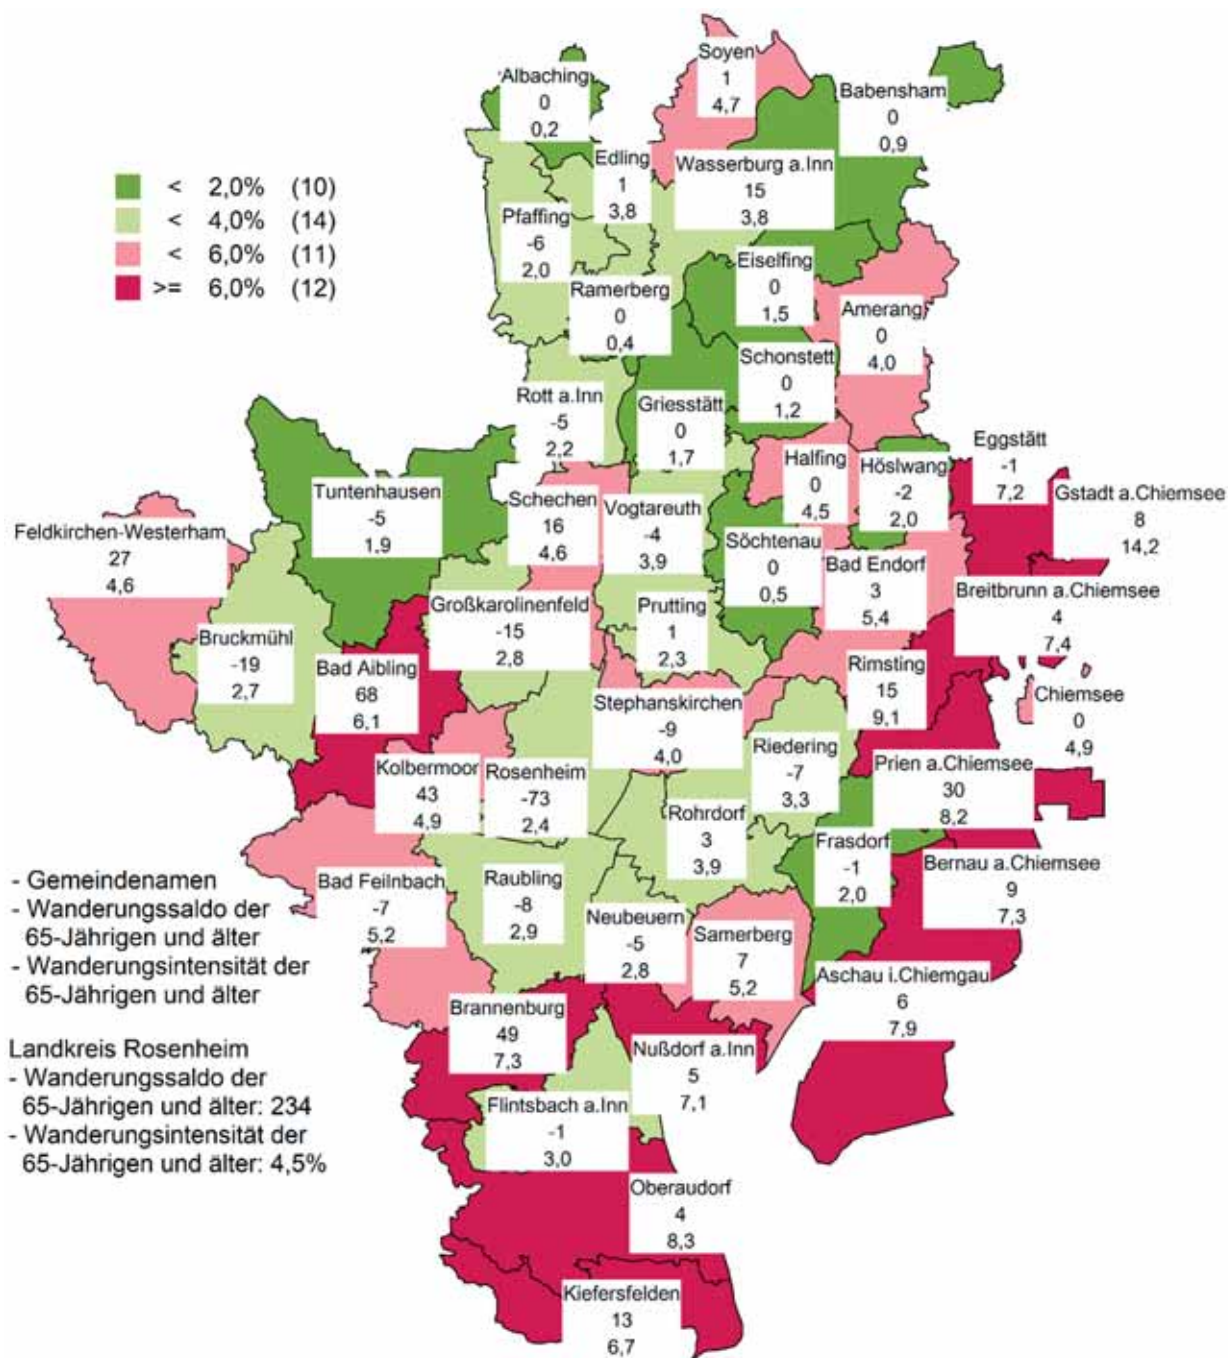 Soyen
1
4,7
Albaching
0
0,2
Babensham
0
0,9
Edling
1
3,8
Wasserburg a.Inn
15
3,8
< 2,0% (10)
< 4,0% (14)
< 6,0% (11)
>= 6,0% (12)
Pfaffing
-6
2,0
Eiselfing
0
1,5
Ramerberg
0
0,4
Amerang
0
4,0
Schonstett
0
1,2
Rott a.Inn
-5
2,2
Griesstätt
0
1,7
Eggstätt
-1
7,2
Halfing
0
4,5
Höslwang
-2
2,0
Gstadt a.Chiemsee
8
14,2
Tuntenhausen
-5
1,9
Schechen
16
4,6
Vogtareuth
-4
3,9
Feldkirchen-Westerham
27
4,6
Söchtenau
0
0,5
Bad Endorf
3
5,4
Breitbrunn a.Chiemsee
4
7,4
Großkarolinenfeld
-15
2,8
Prutting
1
2,3
Bruckmühl
-19
2,7
Bad Aibling
68
6,1
Rimsting
15
9,1
Chiemsee
0
4,9
Stephanskirchen
-9
4,0
Riedering
-7
3,3
Prien a.Chiemsee
30
8,2
Kolbermoor
43
4,9
Rosenheim
-73
2,4
Rohrdorf
3
3,9
Frasdorf
-1
2,0
Bernau a.Chiemsee
9
7,3
Bad Feilnbach
-7
5,2
Raubling
-8
2,9
Neubeuern
-5
2,8
Samerberg
7
5,2
Aschau i.Chiemgau
6
7,9
- Gemeindenamen
- Wanderungssaldo der
65-Jährigen und älter
- Wanderungsintensität der
65-Jährigen und älter
Brannenburg
49
7,3
Nußdorf a.Inn
5
7,1
Landkreis Rosenheim
- Wanderungssaldo der
65-Jährigen und älter: 234
- Wanderungsintensität der
65-Jährigen und älter: 4,5%
Flintsbach a.Inn
-1
3,0
Oberaudorf
4
8,3
Kiefersfelden
13
6,7